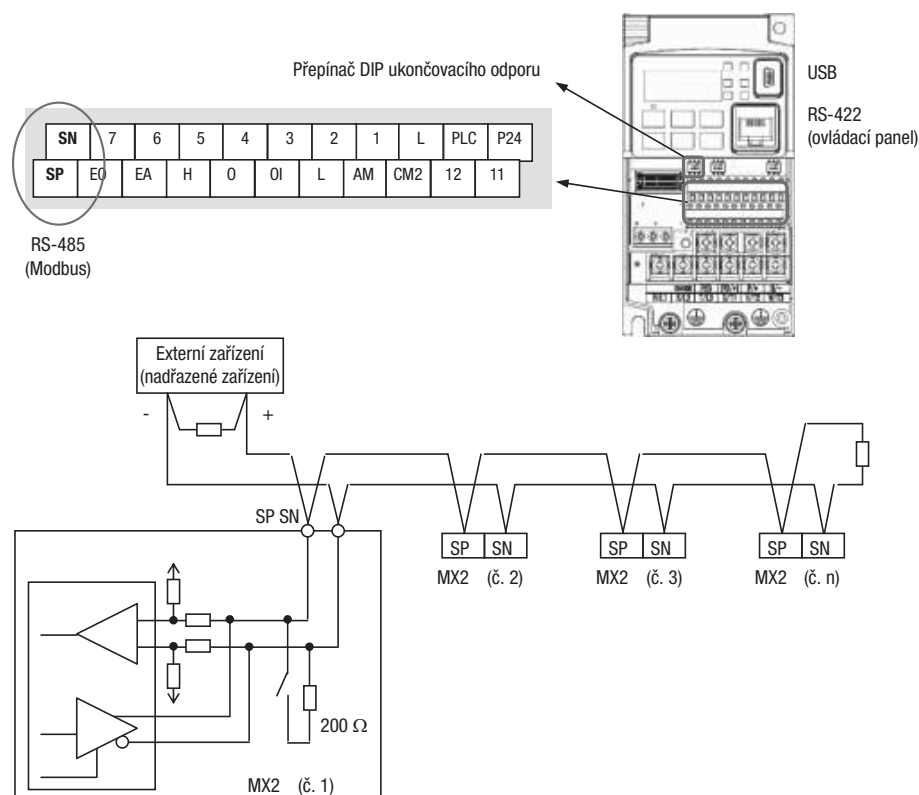 Přepínač DIP ukončovacího odporu
USB
RS-422
(ovládací panel)
SN 7 6 5 4 3 2 1 L PLC P24
SP EO EA H O OI L AM CM2 12 11
RS-485
(Modbus)
Externí zařízení
(nadřazené zařízení)
- +
SP SN
SP SN
SP SN
SP SN
MX2 (č. 2)
MX2 (č. 3)
MX2 (č. n)
200 Ω
MX2 (č. 1)